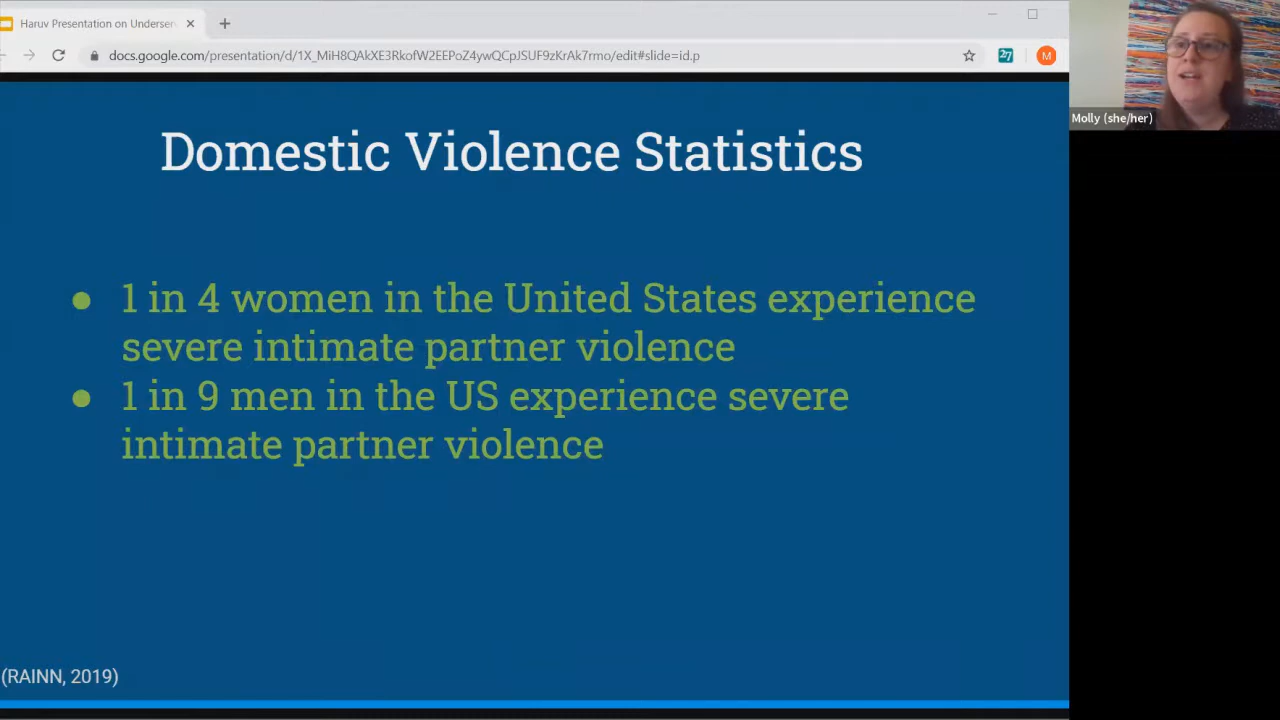 Haruv Presentation on Underserv
docs.google.com/presentation/d/1X_MiH8QAkXE3RkofW2EEPoZ4ywQCpJSUF9zKrAk7rmo/edit#slide=id.p
27
M
Molly (she/her)
Domestic Violence Statistics
● 1 in 4 women in the United States experience
severe intimate partner violence
● 1 in 9 men in the US experience severe
intimate partner violence
(RAINN, 2019)